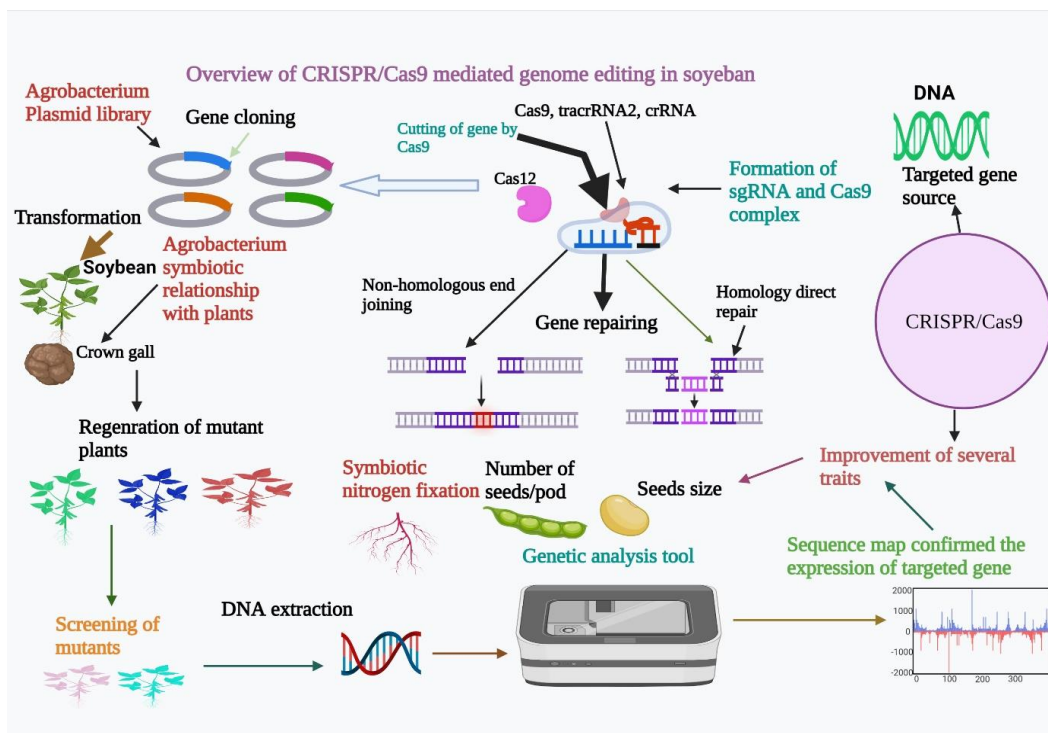 Overview of CRISPR/Cas9 mediated genome editing in soyeban
Agrobacterium
Plasmid library
Gene cloning
Cutting of gene by
Cas9
Cas9, tracrRNA2, crRNA
DNA
Targeted gene
source
Cas12
Formation of
sgRNA and Cas9
complex
Transformation
Soybean
Agrobacterium
symbiotic
relationship
with plants
Crown gall
Non-homologous end
joining
Gene repairing
Homology direct
repair
CRISPR/Cas9
Regenration of mutant
plants
Symbiotic
nitrogen fixation
Number of
seeds/pod
Seeds size
Improvement of several
traits
Genetic analysis tool
Sequence map confirmed the
expression of targeted gene
Screening of
mutants
DNA extraction
2000
1000
0
-1000
-2000
0 100 200 300